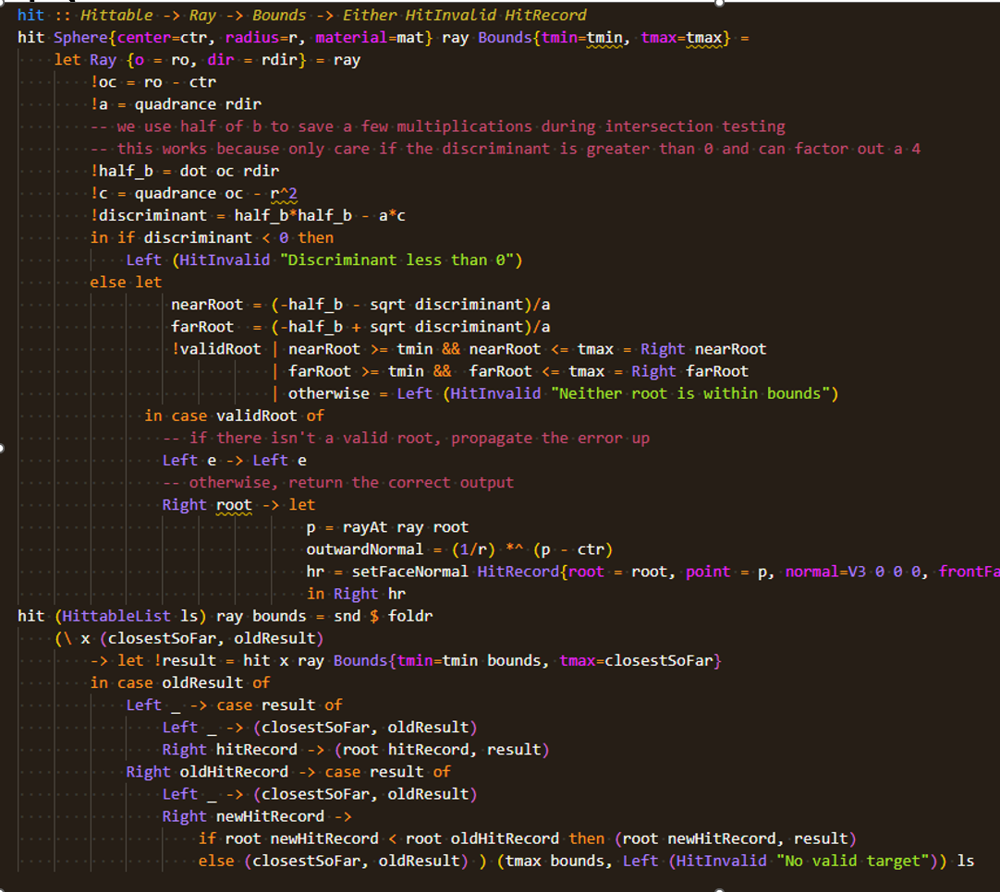 hit :: Hittable -> Ray -> Bounds -> Either HitInvalid HitRecord
hit Sphere{center=ctr, radius=r, material=mat} ray Bounds{tmin=tmin, tmax=tmax} =
    let Ray {o = ro, dir = rdir} = ray
        !oc = ro - ctr
        !a = quadrance rdir
        -- we use half of b to save a few multiplications during intersection testing
        -- this works because only care if the discriminant is greater than 0 and can factor out a 4
        !half_b = dot oc rdir
        !c = quadrance oc - r^2
        !discriminant = half_b*half_b - a*c
        in if discriminant < 0 then
            Left (HitInvalid "Discriminant less than 0")
        else let
                 nearRoot = (-half_b - sqrt discriminant)/a
                 farRoot  = (-half_b + sqrt discriminant)/a
                 !validRoot | nearRoot >= tmin && nearRoot <= tmax = Right nearRoot
                            | farRoot >= tmin &&  farRoot <= tmax = Right farRoot
                            | otherwise = Left (HitInvalid "Neither root is within bounds")
              in case validRoot of
                -- if there isn't a valid root, propagate the error up
                Left e -> Left e
                -- otherwise, return the correct output
                Right root -> let
                                p = rayAt ray root
                                outwardNormal = (1/r) *^ (p - ctr)
                                hr = setFaceNormal HitRecord{root = root, point = p, normal=V3 0 0 0, frontFa
                                in Right hr
hit (HittableList ls) ray bounds = snd $ foldr
    (\ x (closestSoFar, oldResult)
        -> let !result = hit x ray Bounds{tmin=tmin bounds, tmax=closestSoFar}
        in case oldResult of
            Left _ -> case result of
                Left _ -> (closestSoFar, oldResult)
                Right hitRecord -> (root hitRecord, result)
            Right oldHitRecord -> case result of
                Left _ -> (closestSoFar, oldResult)
                Right newHitRecord ->
                    if root newHitRecord < root oldHitRecord then (root newHitRecord, result)
                    else (closestSoFar, oldResult) ) (tmax bounds, Left (HitInvalid "No valid target")) ls